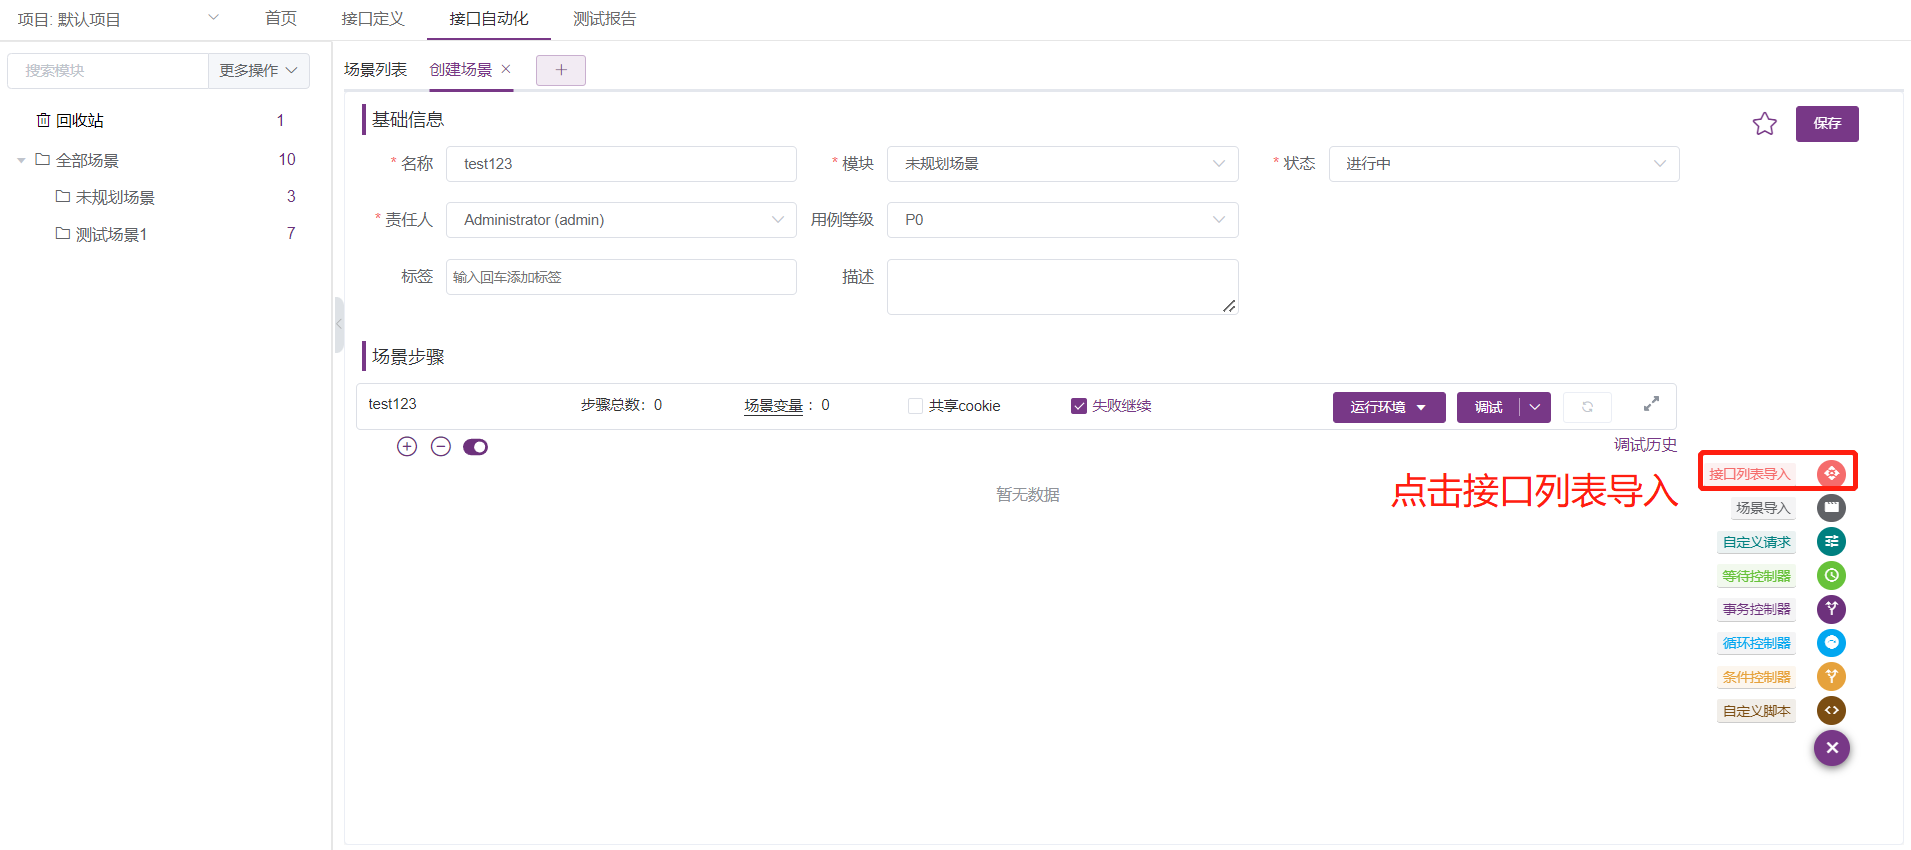 项目: 默认项目
首页
接口定义
接口自动化
测试报告
搜索模块
更多操作
回收站 1
全部场景 10
未规划场景 3
测试场景1 7
场景列表
创建场景
基础信息
保存
* 名称 test123
* 模块 未规划场景
* 状态 进行中
* 责任人 Administrator (admin)
用例等级 P0
标签 输入回车添加标签
描述
场景步骤
test123
步骤总数：0
场景变量 ：0
共享cookie
失败继续
运行环境
调试
调试历史
暂无数据
点击接口列表导入
接口列表导入
场景导入
自定义请求
等待控制器
事务控制器
循环控制器
条件控制器
自定义脚本